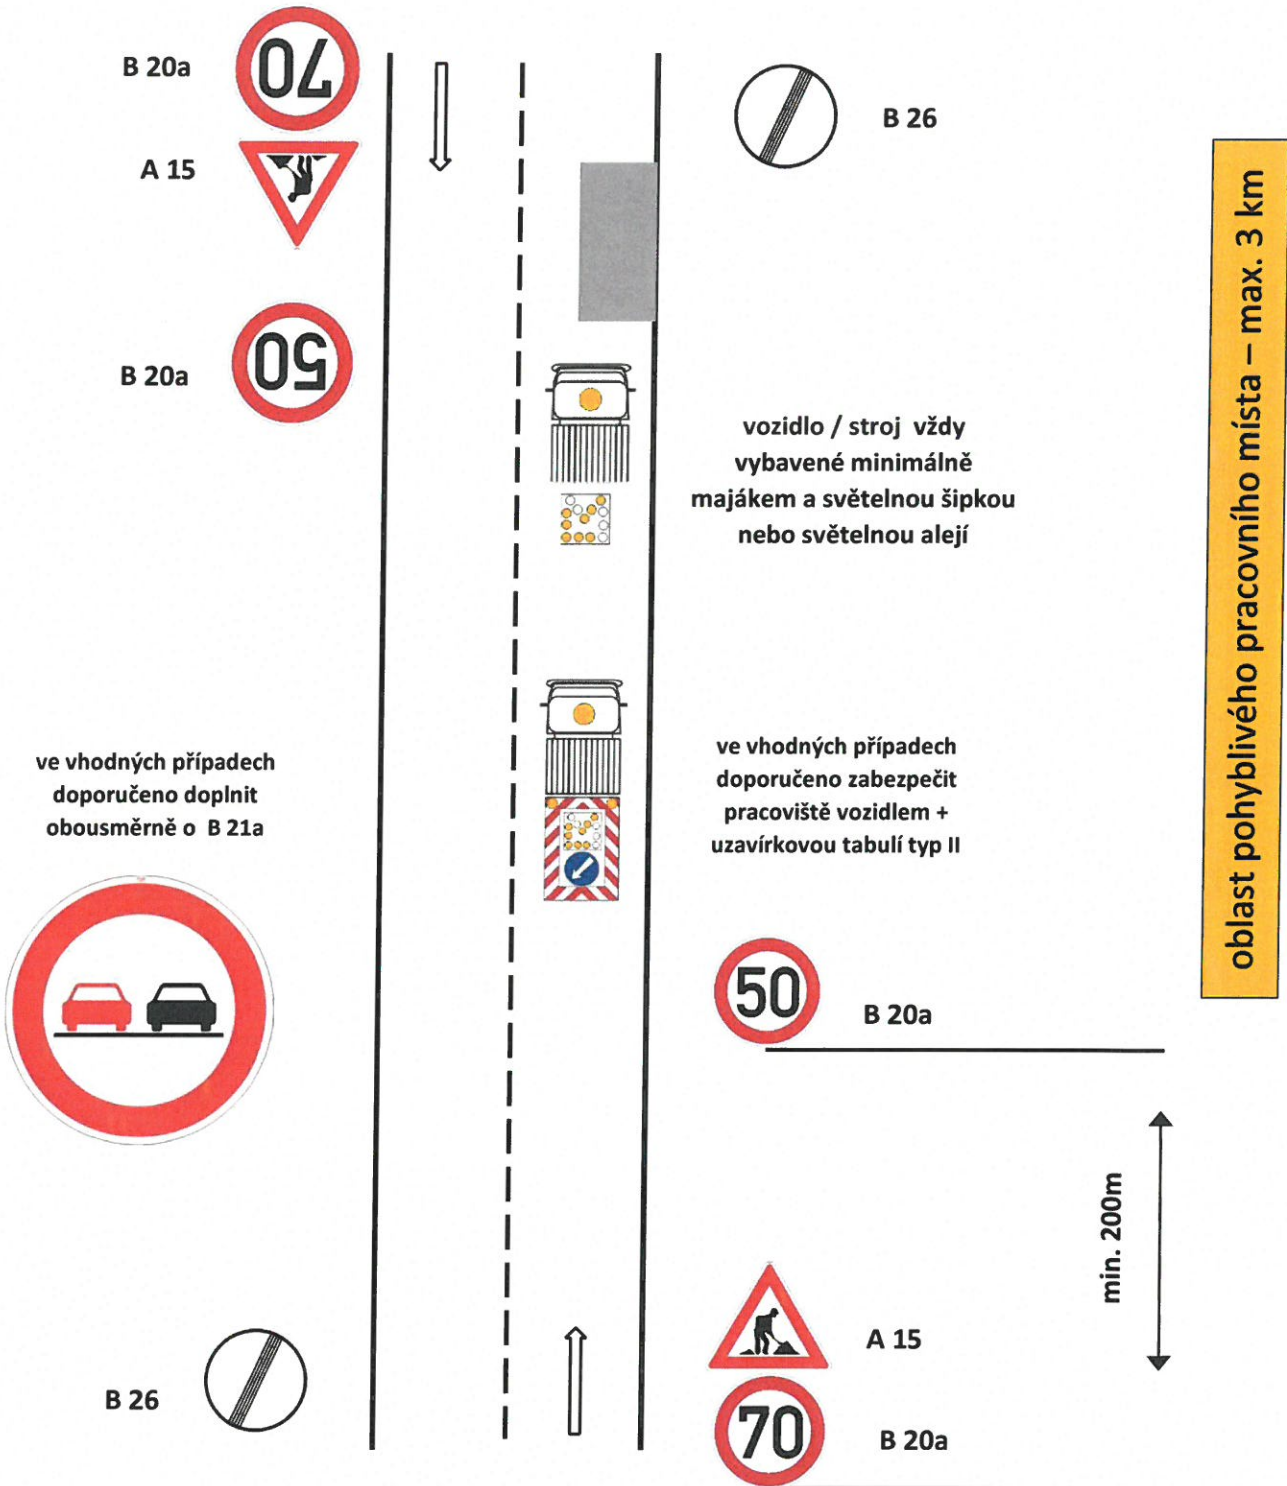 B 20a
70
B 26
A 15
oblast pohyblivého pracovního místa – max. 3 km
B 20a
50
vozidlo / stroj vždy
vybavené minimálně
majákem a světelnou šipkou
nebo světelnou alejí
ve vhodných případech
doporučeno doplnit
obousměrně o B 21a
ve vhodných případech
doporučeno zabezpečit
pracoviště vozidlem +
uzavírkovou tabulí typ II
50
B 20a
min. 200m
A 15
B 26
70
B 20a